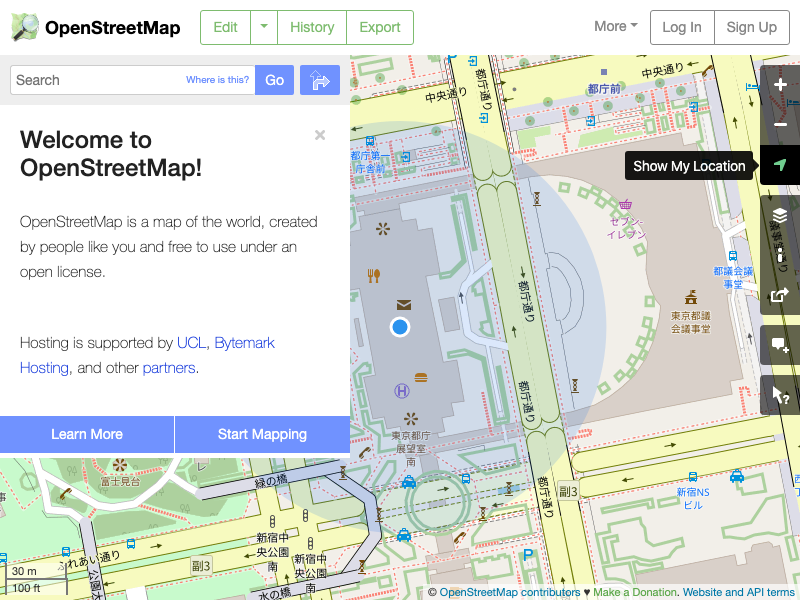 OpenStreetMap
Edit
History
Export
More
Log In
Sign Up
Search
Where is this?
Go
Welcome to
OpenStreetMap!
×
OpenStreetMap is a map of the world, created
by people like you and free to use under an
open license.
Hosting is supported by UCL, Bytemark
Hosting, and other partners.
Learn More
Start Mapping
Show My Location
中央通り
中央通り
都庁通り
都庁前
都庁第
庁舎前
セブン-
イレブン
都議会議
事堂
東京都議
会議事堂
都庁通り
都庁通り
東京都庁
展望室
南
H
都庁通り
副3
新宿NS
ビル
P
富士見台
緑の橋
新宿中
央公園
南
新宿中
央公園
南
ふれあい通り
副3
水の橋
30 m
100 ft
© OpenStreetMap contributors ♥ Make a Donation. Website and API terms